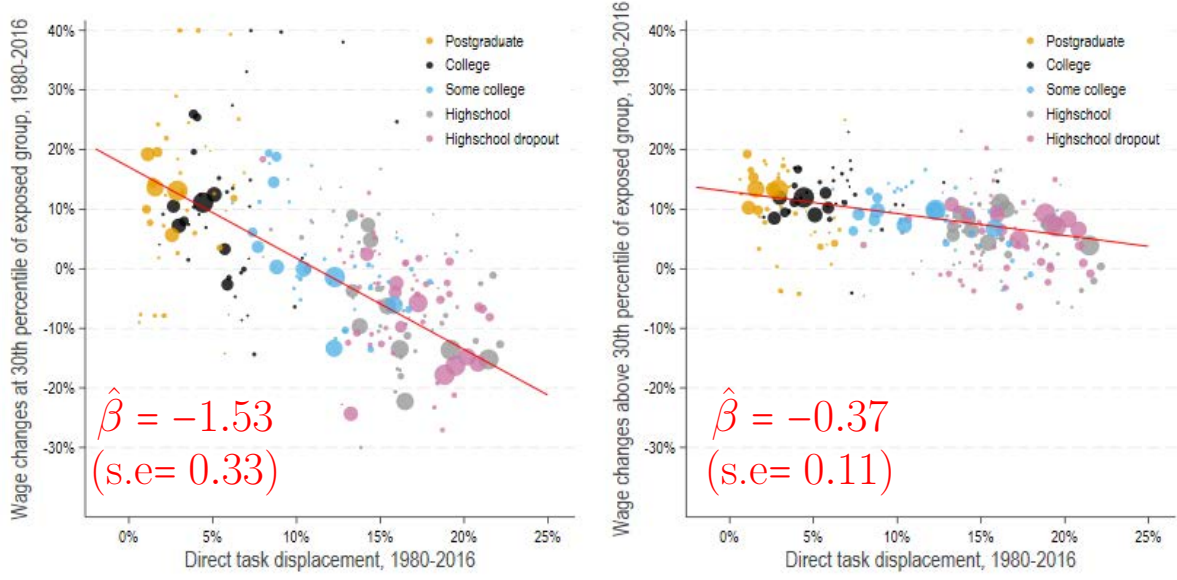 Wage changes at 30th percentile of exposed group, 1980-2016
40%
30%
20%
10%
0%
-10%
-20%
-30%
Postgraduate
College
Some college
Highschool
Highschool dropout
β̂ = −1.53
(s.e= 0.33)
0%
5%
10%
15%
20%
25%
Direct task displacement, 1980-2016
Wage changes above 30th percentile of exposed group, 1980-2016
40%
30%
20%
10%
0%
-10%
-20%
-30%
Postgraduate
College
Some college
Highschool
Highschool dropout
β̂ = −0.37
(s.e= 0.11)
0%
5%
10%
15%
20%
25%
Direct task displacement, 1980-2016